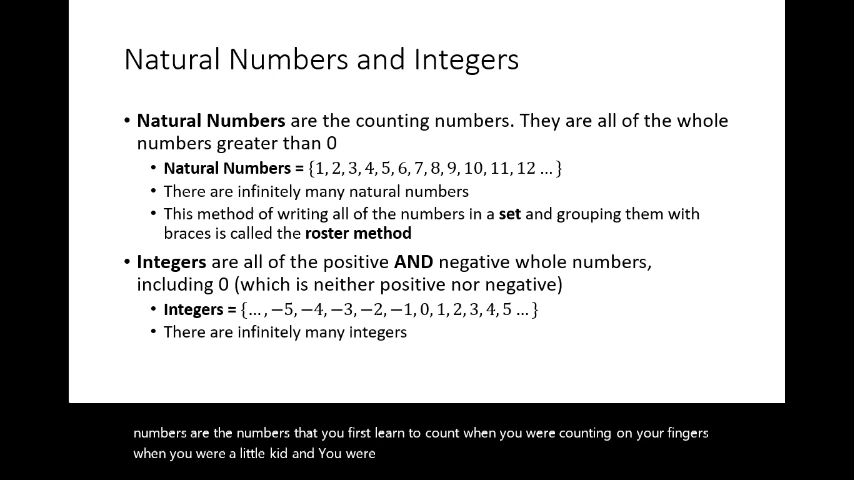 Natural Numbers and Integers
• Natural Numbers are the counting numbers. They are all of the whole
numbers greater than 0
• Natural Numbers = {1, 2, 3, 4, 5, 6, 7, 8, 9, 10, 11, 12 … }
• There are infinitely many natural numbers
• This method of writing all of the numbers in a set and grouping them with
braces is called the roster method
• Integers are all of the positive AND negative whole numbers,
including 0 (which is neither positive nor negative)
• Integers = {… , −5, −4, −3, −2, −1, 0, 1, 2, 3, 4, 5 … }
• There are infinitely many integers
numbers are the numbers that you first learn to count when you were counting on your fingers
when you were a little kid and You were